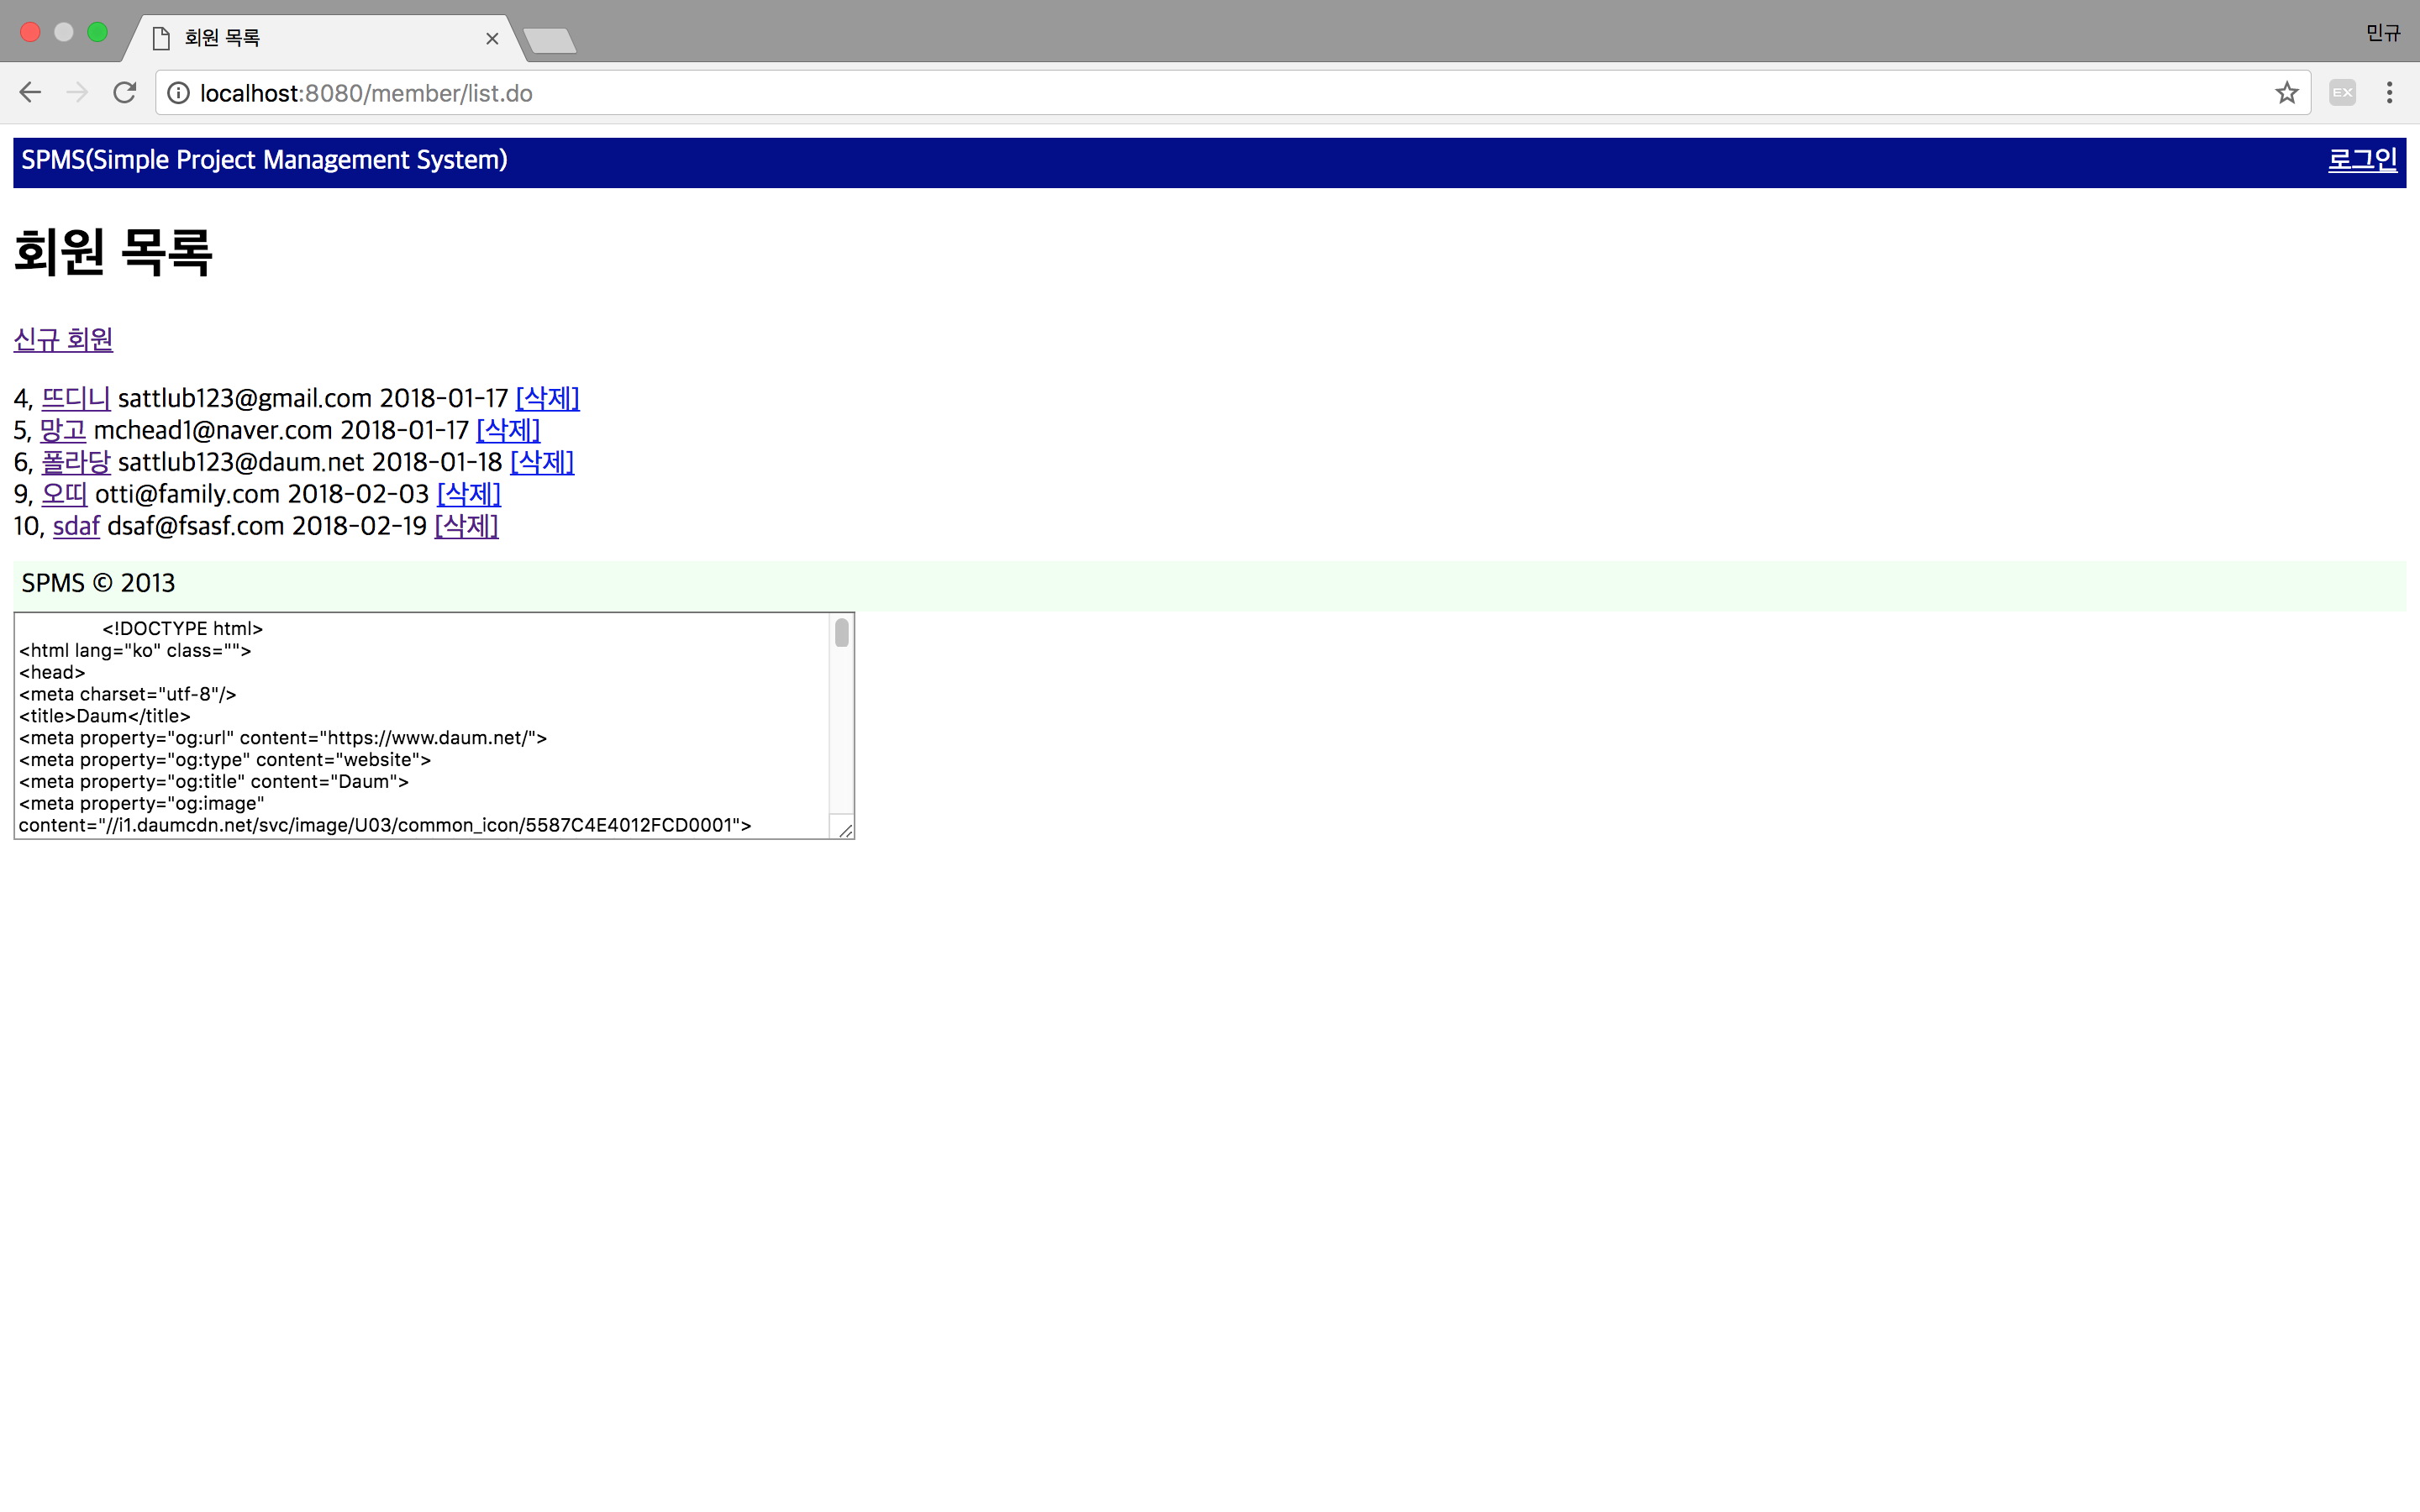 회원 목록
민규
localhost:8080/member/list.do
EX
SPMS(Simple Project Management System) 로그인
회원 목록
신규 회원
4, 뜨디니 sattlub123@gmail.com 2018-01-17 [삭제]
5, 망고 mchead1@naver.com 2018-01-17 [삭제]
6, 폴라당 sattlub123@daum.net 2018-01-18 [삭제]
9, 오띠 otti@family.com 2018-02-03 [삭제]
10, sdaf dsaf@fsasf.com 2018-02-19 [삭제]
SPMS © 2013
<!DOCTYPE html>
<html lang="ko" class="">
<head>
<meta charset="utf-8"/>
<title>Daum</title>
<meta property="og:url" content="https://www.daum.net/">
<meta property="og:type" content="website">
<meta property="og:title" content="Daum">
<meta property="og:image"
content="//i1.daumcdn.net/svc/image/U03/common_icon/5587C4E4012FCD0001">